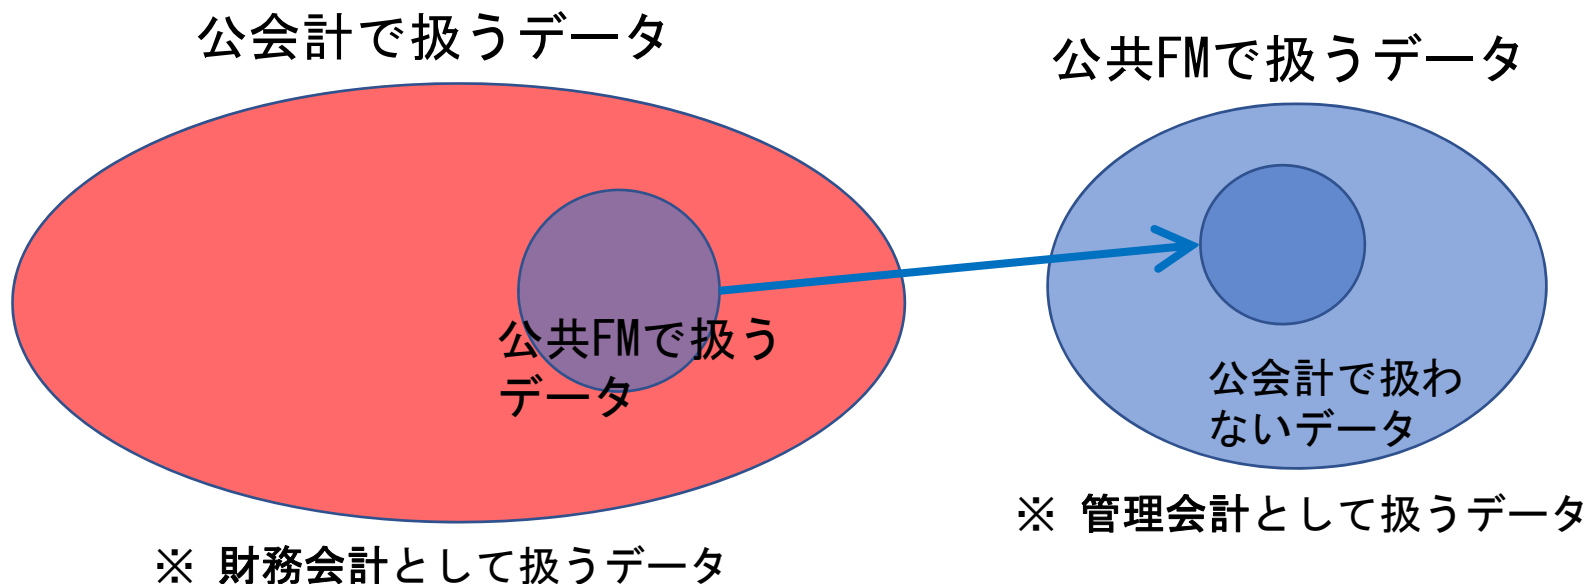 公会計で扱うデータ
公共FMで扱うデータ
公共FMで扱う
データ
公会計で扱わ
ないデータ
※ 管理会計として扱うデータ
※ 財務会計として扱うデータ